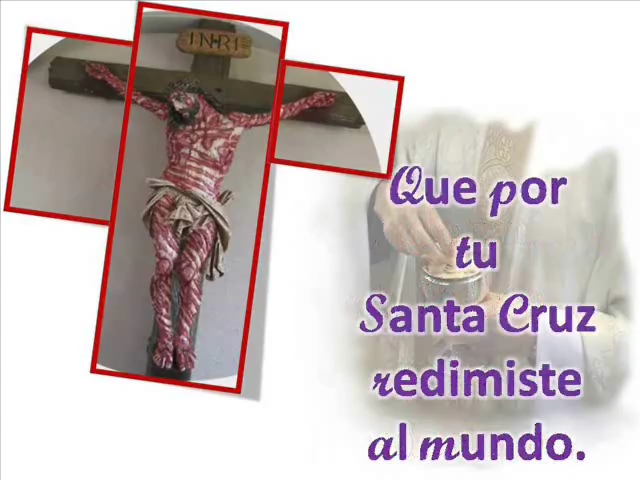 INRI
Que por
tu
Santa Cruz
redimiste
al mundo.